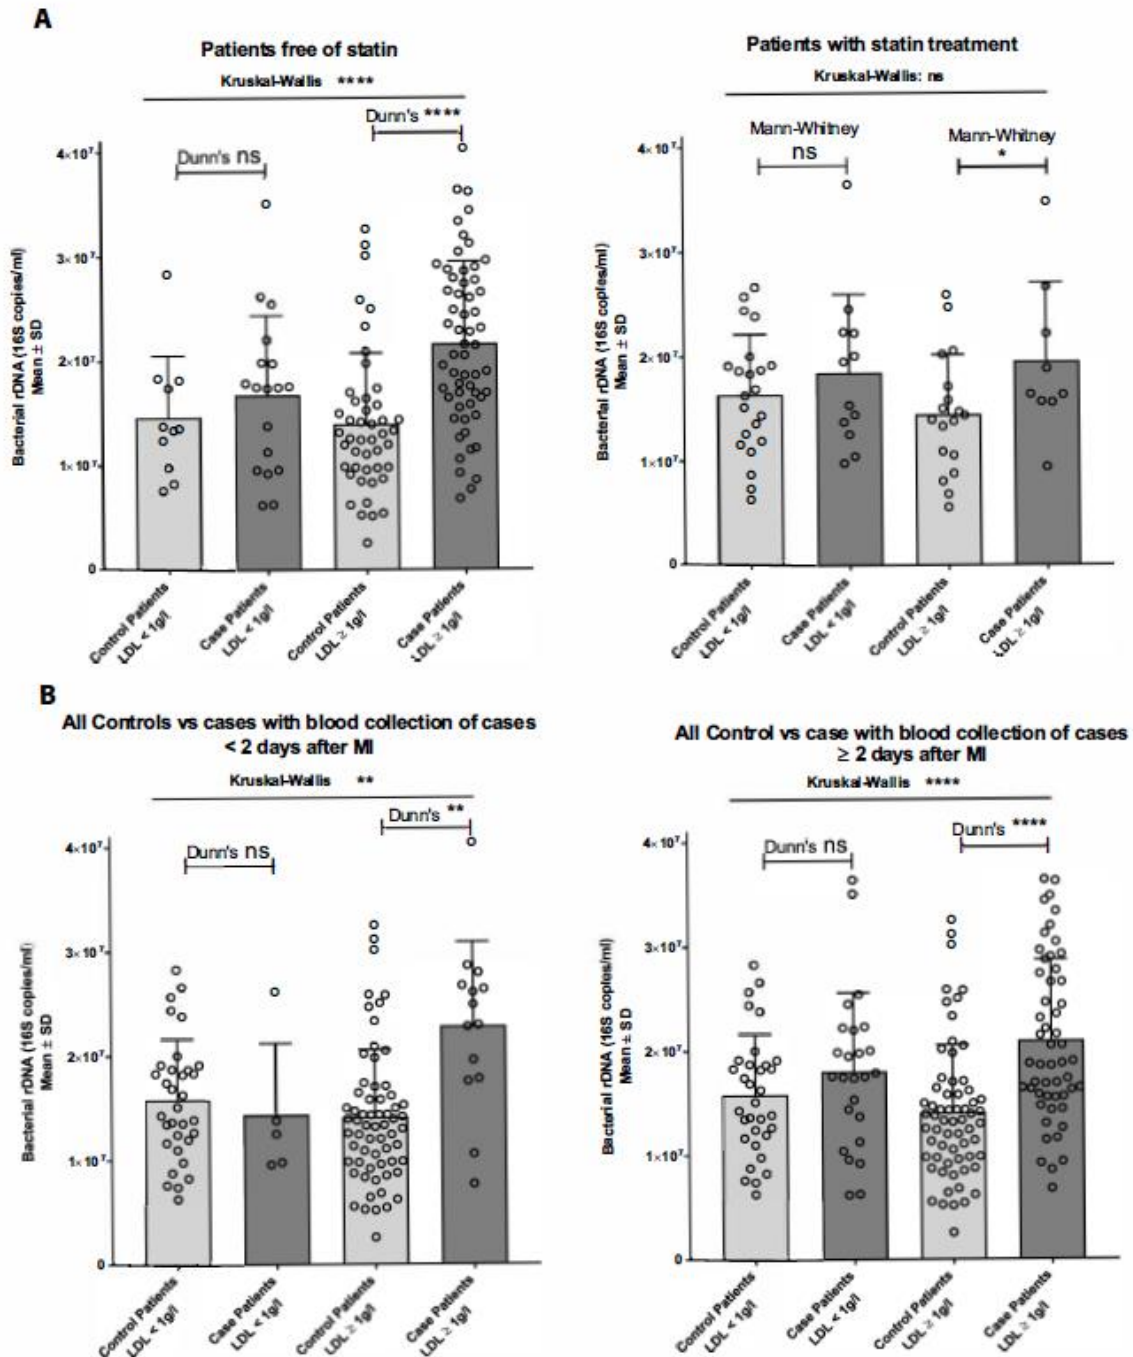 A
Patients free of statin
Kruskal-Wallis ****
Dunn's ****
Dunn's ns
4×10⁷
3×10⁷
2×10⁷
1×10⁷
0
Bacterial rDNA (16S copies/ml)
Mean ± SD
Control Patients
LDL < 1g/l
Case Patients
LDL < 1g/l
Control Patients
LDL ≥ 1g/l
Case Patients
LDL ≥ 1g/l
Patients with statin treatment
Kruskal-Wallis: ns
Mann-Whitney
ns
Mann-Whitney
*
4×10⁷
3×10⁷
2×10⁷
1×10⁷
0
Bacterial rDNA (16S copies/ml)
Mean ± SD
Control Patients
LDL < 1g/l
Case Patients
LDL < 1g/l
Control Patients
LDL ≥ 1g/l
Case Patients
LDL ≥ 1g/l
B
All Controls vs cases with blood collection of cases
< 2 days after MI
Kruskal-Wallis **
Dunn's **
Dunn's ns
4×10⁷
3×10⁷
2×10⁷
1×10⁷
0
Bacterial rDNA (16S copies/ml)
Mean ± SD
Control Patients
LDL < 1g/l
Case Patients
LDL < 1g/l
Control Patients
LDL ≥ 1g/l
Case Patients
LDL ≥ 1g/l
All Control vs case with blood collection of cases
≥ 2 days after MI
Kruskal-Wallis ****
Dunn's ****
Dunn's ns
4×10⁷
3×10⁷
2×10⁷
1×10⁷
0
Bacterial rDNA (16S copies/ml)
Mean ± SD
Control Patients
LDL < 1g/l
Case Patients
LDL < 1g/l
Control Patients
LDL ≥ 1g/l
Case Patients
LDL ≥ 1g/l